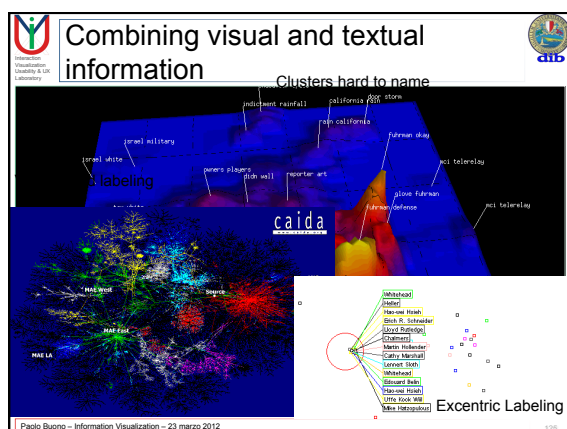 Interaction
Visualization
Usability & UX
Laboratory
Combining visual and textual
information
dib
Clusters hard to name
indictment rainfall
california rain
door storm
rain california
fuhrman okay
israel military
israel white
owners players
didn wall
reporter art
mci telerelay
glove fuhrman
mci telerelay
fuhrman defense
labeling
caida
MAE West
Source
MAE East
MAE LA
Whitehead
Heller
Hao-wei Hsieh
Erich R. Schneider
Lloyd Rutledge
Chalmers
Martin Hollender
Cathy Marshall
Lennert Sloth
Whitehead
Edouard Belin
Hao-wei Hsieh
Uffe Kook Wiil
Mike Hatzopulous
Excentric Labeling
Paolo Buono – Information Visualization – 23 marzo 2012
125